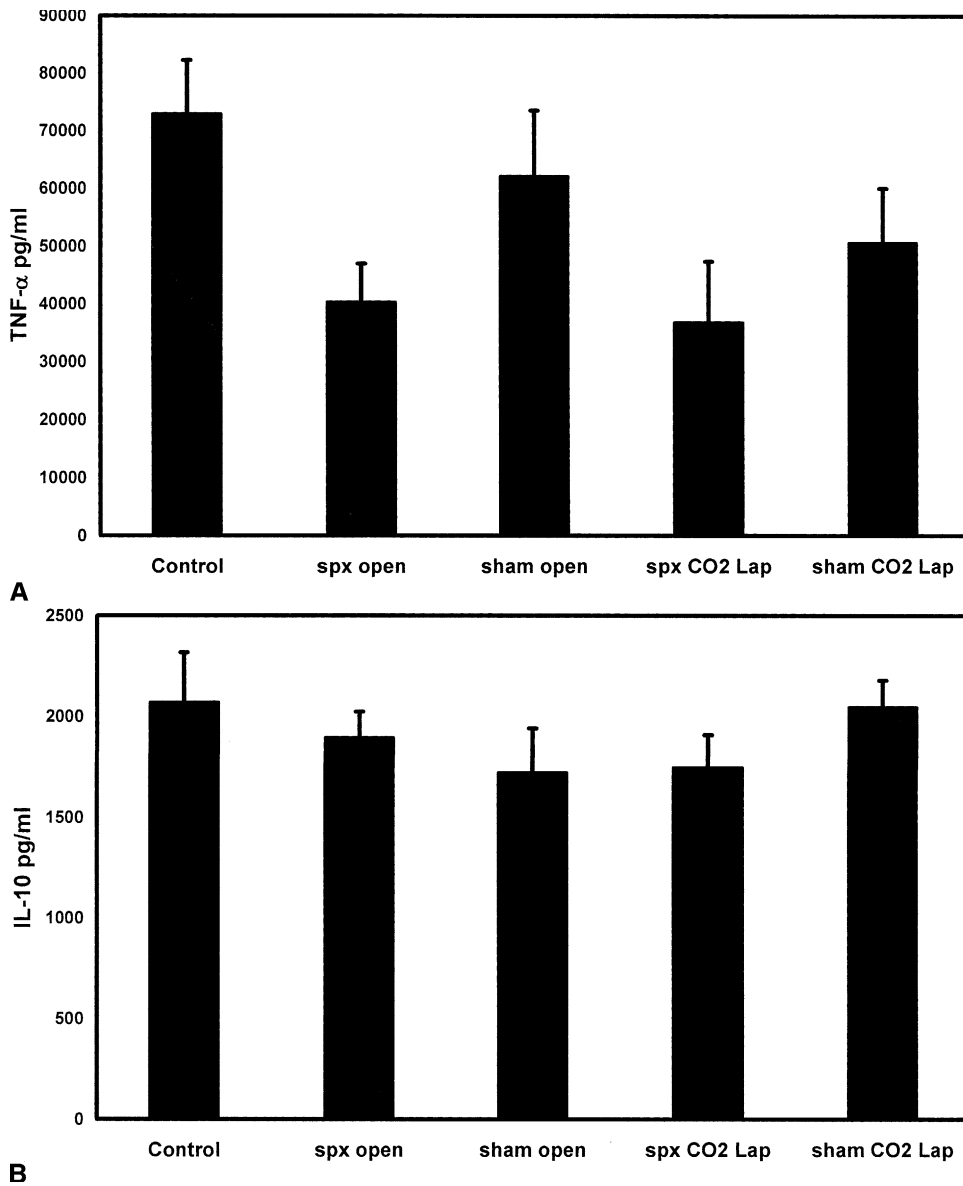 90000
80000
70000
60000
50000
40000
30000
20000
10000
0
TNF-α pg/ml
Control spx open sham open spx CO2 Lap sham CO2 Lap
A
2500
2000
1500
1000
500
0
IL-10 pg/ml
Control spx open sham open spx CO2 Lap sham CO2 Lap
B